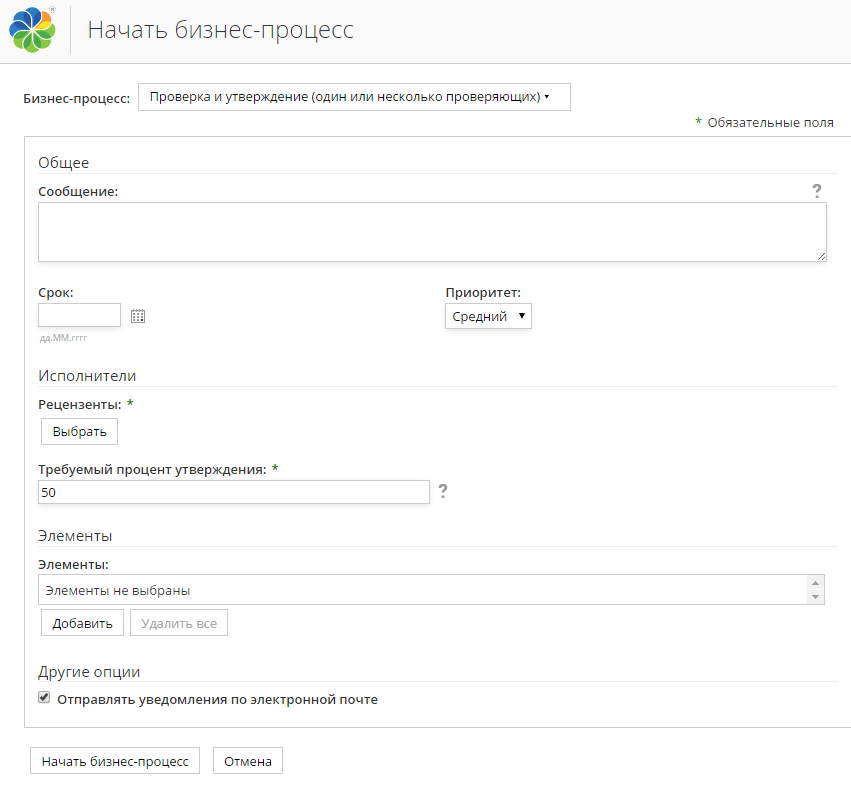 Начать бизнес-процесс
Бизнес-процесс: Проверка и утверждение (один или несколько проверяющих)
* Обязательные поля
Общее
Сообщение: ?
Срок: Приоритет:
Средний
дд.ММ.гггг
Исполнители
Рецензенты: *
Выбрать
Требуемый процент утверждения: *
50 ?
Элементы
Элементы:
Элементы не выбраны
Добавить Удалить все
Другие опции
Отправлять уведомления по электронной почте
Начать бизнес-процесс Отмена